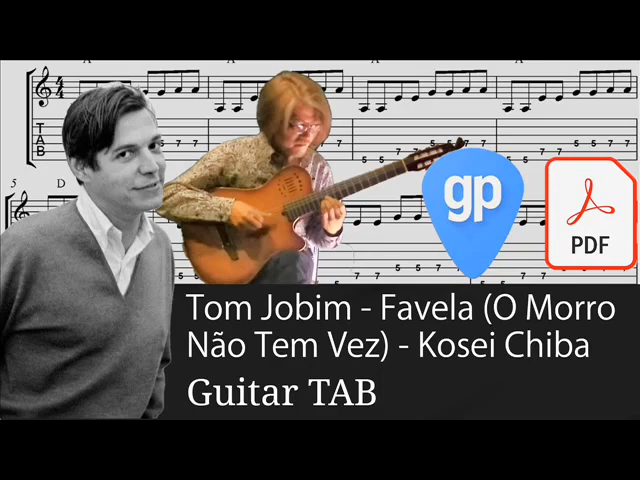 gp
PDF
Tom Jobim - Favela (O Morro
Não Tem Vez) - Kosei Chiba
Guitar TAB